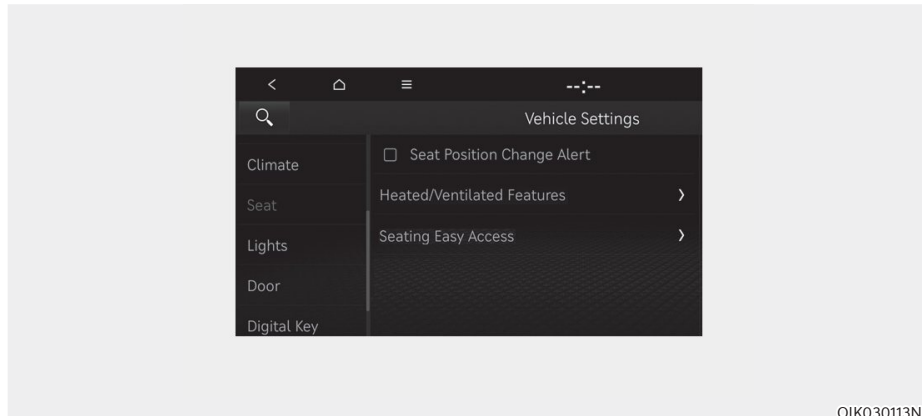 --:--
Vehicle Settings
Climate
Seat Position Change Alert
Seat
Heated/Ventilated Features
Lights
Seating Easy Access
Door
Digital Key
OIK030113N